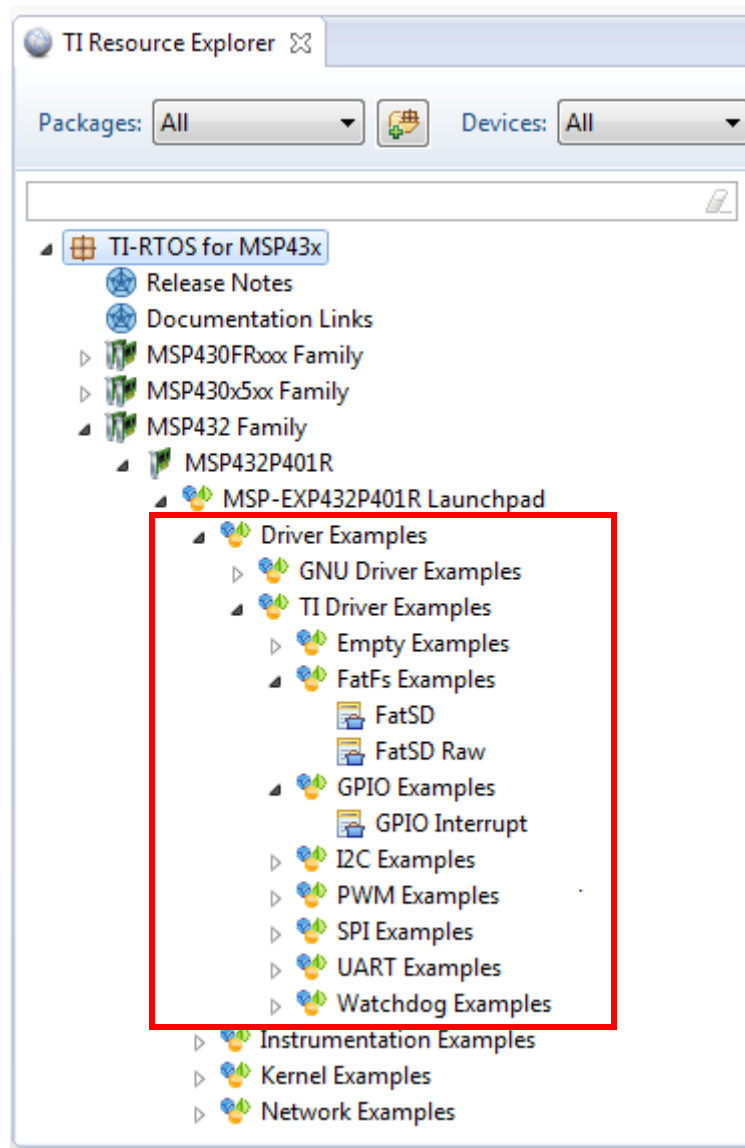 TI Resource Explorer
Packages: All Devices: All
TI-RTOS for MSP43x
Release Notes
Documentation Links
MSP430FRxxx Family
MSP430x5xx Family
MSP432 Family
MSP432P401R
MSP-EXP432P401R Launchpad
Driver Examples
GNU Driver Examples
TI Driver Examples
Empty Examples
FatFs Examples
FatSD
FatSD Raw
GPIO Examples
GPIO Interrupt
I2C Examples
PWM Examples
SPI Examples
UART Examples
Watchdog Examples
Instrumentation Examples
Kernel Examples
Network Examples